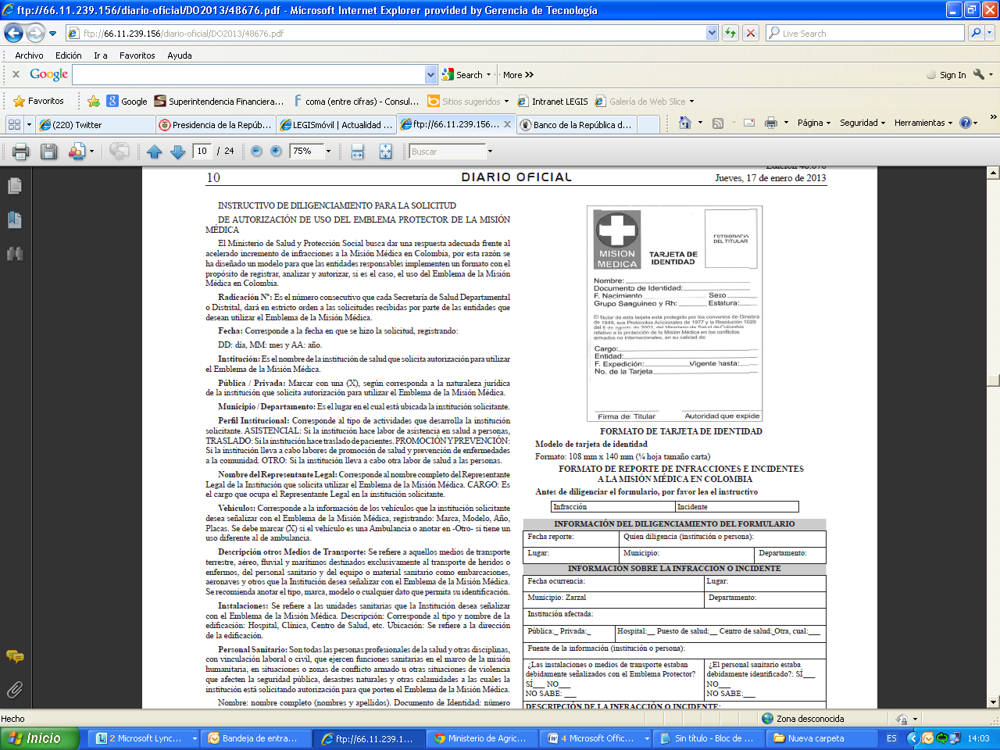 ftp://66.11.239.156/diario-oficial/DO2013/48676.pdf - Microsoft Internet Explorer provided by Gerencia de Tecnología
ftp://66.11.239.156/diario-oficial/DO2013/48676.pdf
Live Search
Archivo Edición Ir a Favoritos Ayuda
Google Search More Sign In
Favoritos Google Superintendencia Financiera... coma (entre cifras) - Consul... Sitios sugeridos Intranet LEGIS Galería de Web Slice
(220) Twitter Presidencia de la Repúb... LEGISmóvil | Actualidad ... ftp://66.11.239.156... Banco de la República d... Página Seguridad Herramientas
10 / 24 75% Buscar
10 DIARIO OFICIAL
Edición 48.676
Jueves, 17 de enero de 2013
INSTRUCTIVO DE DILIGENCIAMIENTO PARA LA SOLICITUD
DE AUTORIZACIÓN DE USO DEL EMBLEMA PROTECTOR DE LA MISIÓN
MÉDICA
El Ministerio de Salud y Protección Social busca dar una respuesta adecuada frente al
acelerado incremento de infracciones a la Misión Médica en Colombia, por esta razón se
ha diseñado un modelo para que las entidades responsables implementen un formato con el
propósito de registrar, analizar y autorizar, si es el caso, el uso del Emblema de la Misión
Médica en Colombia.
Radicación N°: Es el número consecutivo que cada Secretaría de Salud Departamental
o Distrital, dará en estricto orden a las solicitudes recibidas por parte de las entidades que
desean utilizar el Emblema de la Misión Médica.
Fecha: Corresponde a la fecha en que se hizo la solicitud, registrando:
DD: día, MM: mes y AA: año.
Institución: Es el nombre de la institución de salud que solicita autorización para utilizar
el Emblema de la Misión Médica.
Pública / Privada: Marcar con una (X), según corresponda a la naturaleza jurídica
de la institución que solicita autorización para utilizar el Emblema de la Misión Médica.
Municipio / Departamento: Es el lugar en el cual está ubicada la institución solicitante.
Perfil Institucional: Corresponde al tipo de actividades que desarrolla la institución
solicitante. ASISTENCIAL: Si la institución hace labor de asistencia en salud a personas,
TRASLADO: Si la institución hace traslado de pacientes. PROMOCIÓN Y PREVENCIÓN:
Si la institución lleva a cabo labores de promoción de salud y prevención de enfermedades
a la comunidad. OTRO: Si la institución lleva a cabo otra labor de salud a las personas.
Nombre del Representante Legal: Corresponde al nombre completo del Representante
Legal de la Institución que solicita utilizar el Emblema de la Misión Médica. CARGO: Es
el cargo que ocupa el Representante Legal en la institución solicitante.
Vehículos: Corresponde a la información de los vehículos que la institución solicitante
desea señalizar con el Emblema de la Misión Médica, registrando: Marca, Modelo, Año,
Placas. Se debe marcar (X) si el vehículo es una Ambulancia o anotar en -Otro- si tiene un
uso diferente al de ambulancia.
Descripción otros Medios de Transporte: Se refiere a aquellos medios de transporte
terrestre, aéreo, fluvial y marítimos destinados exclusivamente al transporte de heridos o
enfermos, del personal sanitario y del equipo o material sanitario como embarcaciones,
aeronaves y otros que la Institución desea señalizar con el Emblema de la Misión Médica.
Se recomienda anotar el tipo, marca, modelo o cualquier dato que permita su identificación.
Instalaciones: Se refiere a las unidades sanitarias que la Institución desea señalizar
con el Emblema de la Misión Médica. Descripción: Corresponde al tipo y nombre de la
edificación: Hospital, Clínica, Centro de Salud, etc. Ubicación: Se refiere a la dirección
de la edificación.
Personal Sanitario: Son todas las personas profesionales de la salud y otras disciplinas,
con vinculación laboral o civil, que ejercen funciones sanitarias en el marco de la misión
humanitaria, en situaciones o zonas de conflicto armado u otras situaciones de violencia
que afecten la seguridad pública, desastres naturales y otras calamidades a las cuales la
institución está solicitando autorización para que porten el Emblema de la Misión Médica.
Nombre: nombre completo (nombres y apellidos). Documento de Identidad: número
MISION
MEDICA
TARJETA DE
IDENTIDAD
FOTOGRAFIA
DEL TITULAR
Nombre:
Documento de Identidad:
F. Nacimiento Sexo
Grupo Sanguineo y Rh: Estatura:
El titular de esta tarjeta está protegido por los convenios de Ginebra
de 1949, sus Protocolos Adicionales de 1977 y la Resolución 1020
del 5 de agosto de 2002, del Ministerio de Salud de Colombia
relativo a la protección de la Misión Médica en los conflictos
armados no internacionales, en su calidad de:
Cargo:
Entidad:
F. Expedición: Vigente hasta:
No. de la Tarjeta
Firma del Titular Autoridad que expide
FORMATO DE TARJETA DE IDENTIDAD
Modelo de tarjeta de identidad
Formato: 108 mm x 140 mm (¼ hoja tamaño carta)
FORMATO DE REPORTE DE INFRACCIONES E INCIDENTES
A LA MISIÓN MÉDICA EN COLOMBIA
Antes de diligenciar el formulario, por favor lea el instructivo
Infracción Incidente
INFORMACIÓN DEL DILIGENCIAMIENTO DEL FORMULARIO
Fecha reporte: Quien diligencia (institución o persona):
Lugar: Municipio: Departamento:
INFORMACIÓN SOBRE LA INFRACCIÓN O INCIDENTE
Fecha ocurrencia: Lugar:
Municipio: Zarzal Departamento:
Institución afectada:
Pública:_ Privada:_ Hospital:__ Puesto de salud:__ Centro de salud:_Otra, cual:___
Fuente de la información (institución o persona):
¿Las instalaciones o medios de transporte estaban
debidamente señalizados con el Emblema Protector?
SÍ___ NO___
NO SABE: ___
¿El personal sanitario estaba
debidamente identificado?: SÍ___
NO___
NO SABE:___
DESCRIPCIÓN DE LA INFRACCIÓN O INCIDENTE:
Hecho Zona desconocida
Inicio 2 Microsoft Lync... Bandeja de entra... ftp://66.11.239.1... Ministerio de Agric... 4 Microsoft Offic... Sin título - Bloc de ... Nueva carpeta ES 14:03